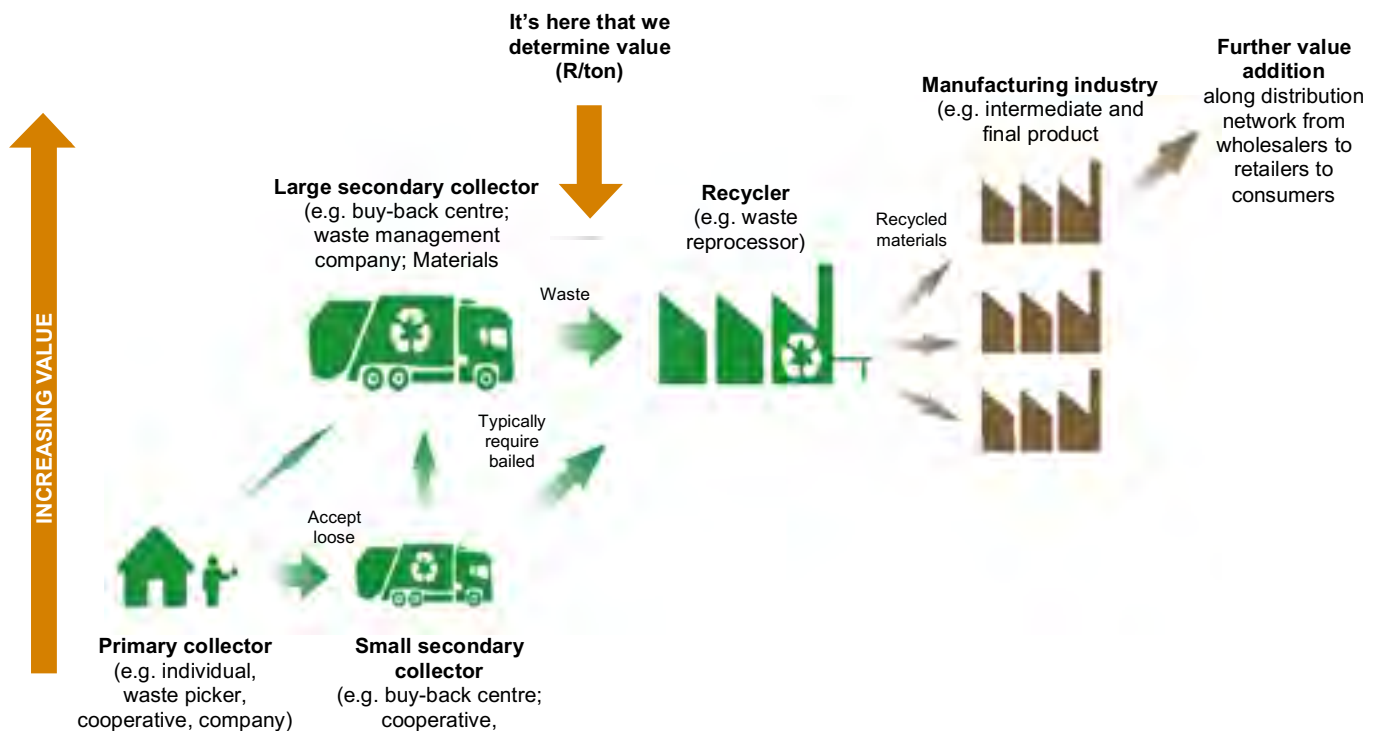 It’s here that we
determine value
(R/ton)
Further value
addition
along distribution
network from
wholesalers to
retailers to
consumers
Manufacturing industry
(e.g. intermediate and
final product
Large secondary collector
(e.g. buy-back centre;
waste management
company; Materials
Recycler
(e.g. waste
reprocessor)
Recycled
materials
Waste
INCREASING VALUE
Typically
require
bailed
Accept
loose
Primary collector
(e.g. individual,
waste picker,
cooperative, company)
Small secondary
collector
(e.g. buy-back centre;
cooperative,